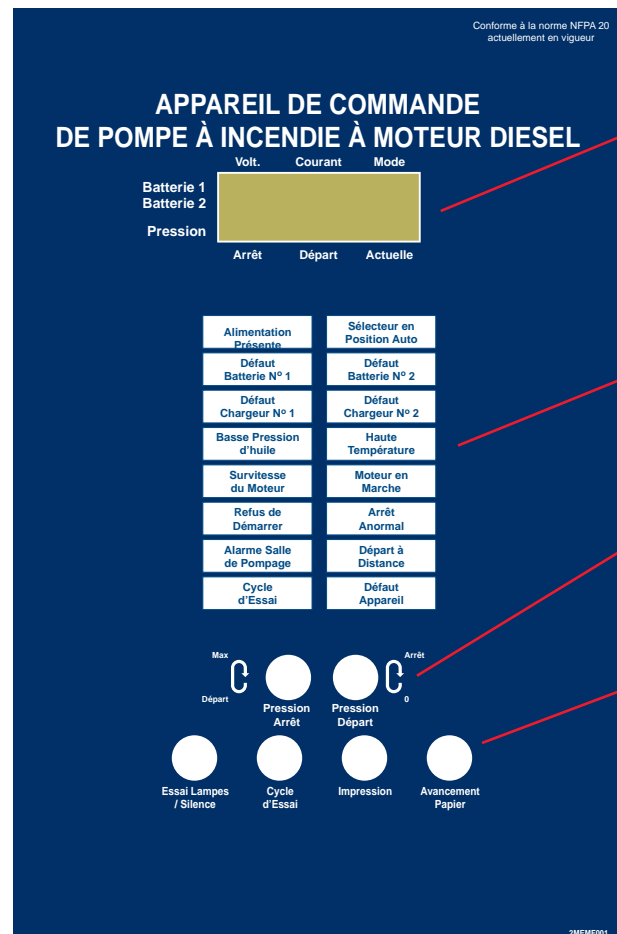 Conforme à la norme NFPA 20
actuellement en vigueur
APPAREIL DE COMMANDE
DE POMPE À INCENDIE À MOTEUR DIESEL
Volt. Courant Mode
Batterie 1
Batterie 2
Pression
Arrêt Départ Actuelle
Alimentation
Présente
Sélecteur en
Position Auto
Défaut
Batterie Nº 1
Défaut
Batterie Nº 2
Défaut
Chargeur Nº 1
Défaut
Chargeur Nº 2
Basse Pression
d'huile
Haute
Température
Survitesse
du Moteur
Moteur en
Marche
Refus de
Démarrer
Arrêt
Anormal
Alarme Salle
de Pompage
Départ à
Distance
Cycle
d'Essai
Défaut
Appareil
Max
Départ
Arrêt
0
Pression
Arrêt
Pression
Départ
Essai Lampes
/ Silence
Cycle
d'Essai
Impression
Avancement
Papier
2MEME001